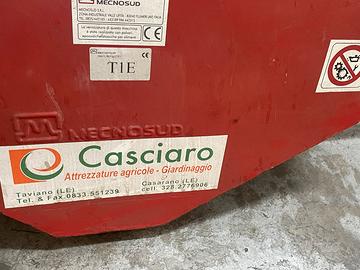 MECNOSUD
MECNOSUD S.R.L.
TIE
MECNOSUD
Casciaro
Attrezzature agricole - Giardinaggio
Taviano (LE)
Tel. & Fax 0833.551239
Casarano (LE)
cell. 328.2776906